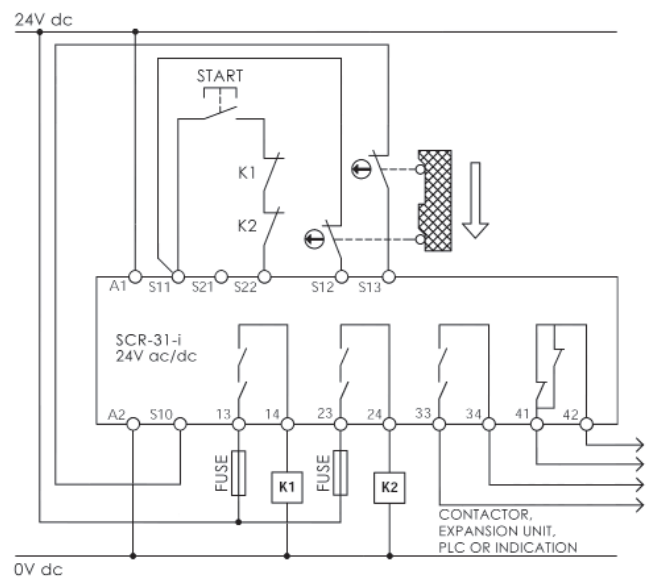 24V dc
START
K1
K2
A1 S11 S21 S22 S12 S13
SCR-31-i
24V ac/dc
A2 S10 13 14 23 24 33 34 41 42
FUSE
K1
FUSE
K2
CONTACTOR,
EXPANSION UNIT,
PLC OR INDICATION
0V dc